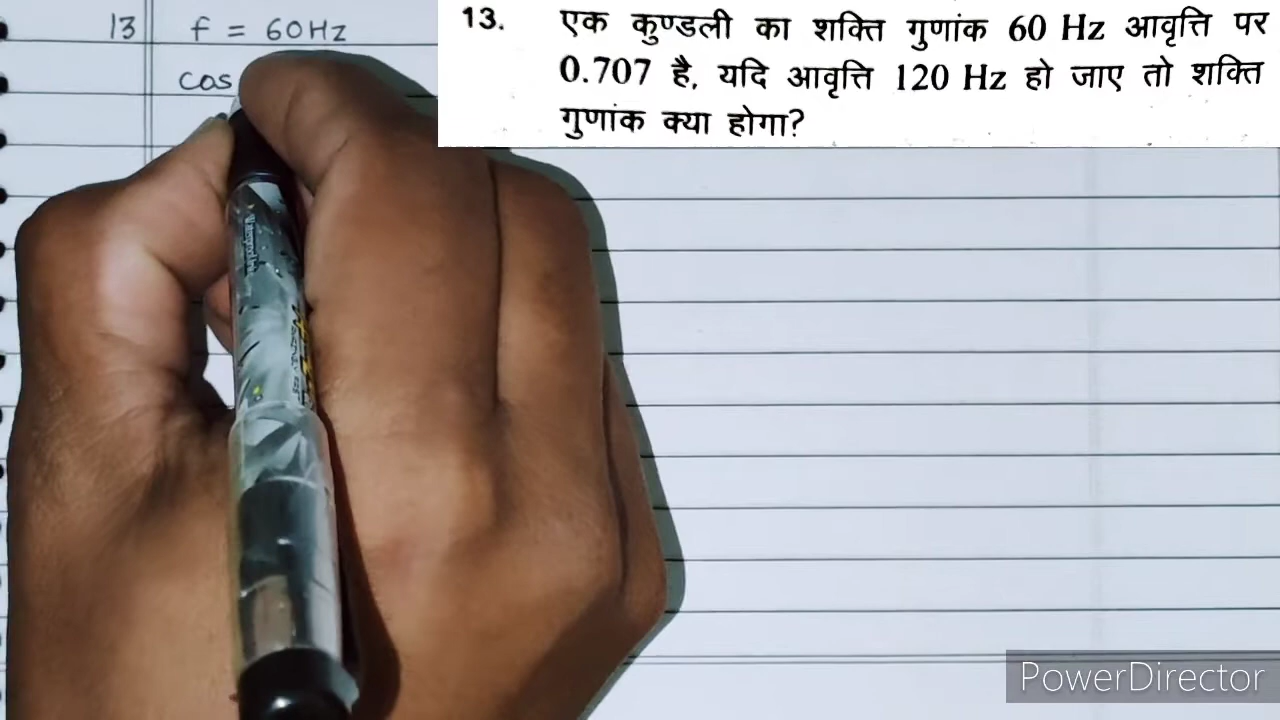 13 f = 60Hz
cos
13. एक कुण्डली का शक्ति गुणांक 60 Hz आवृत्ति पर
0.707 है, यदि आवृत्ति 120 Hz हो जाए तो शक्ति
गुणांक क्या होगा?
PowerDirector